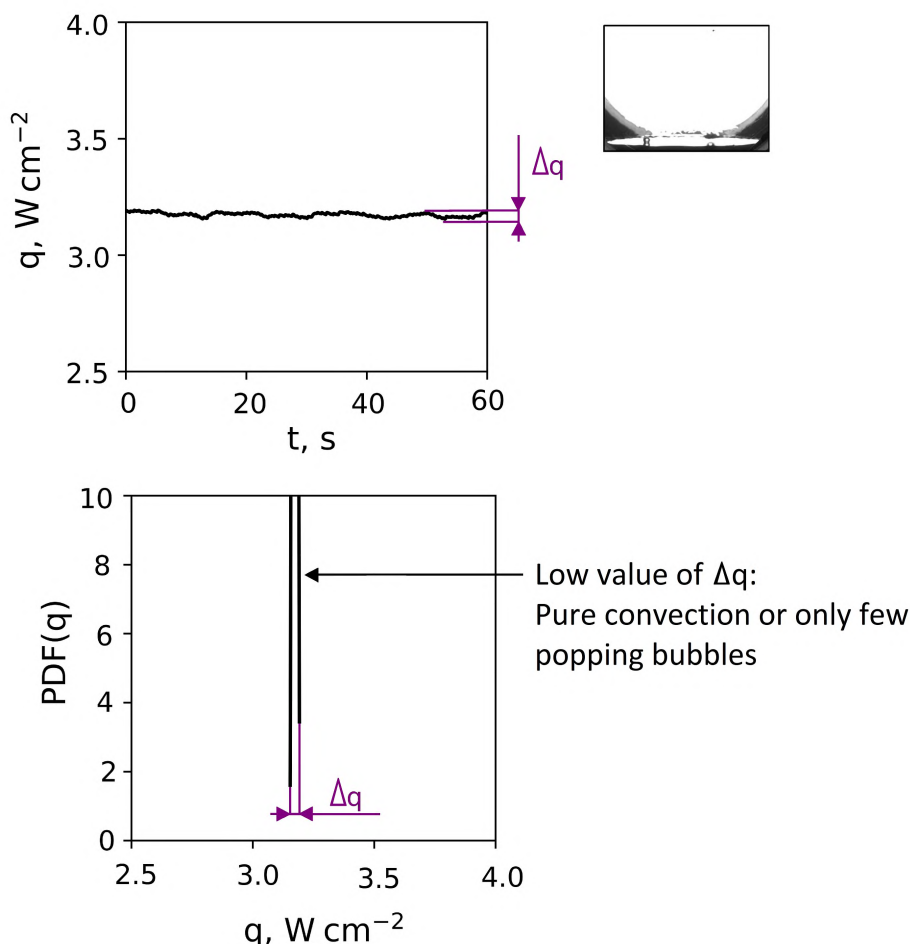 4.0
3.5
3.0
2.5
q, W cm⁻²
0
20
40
60
t, s
Δq
10
8
6
4
2
0
PDF(q)
2.5
3.0
3.5
4.0
q, W cm⁻²
Δq
Low value of Δq:
Pure convection or only few
popping bubbles